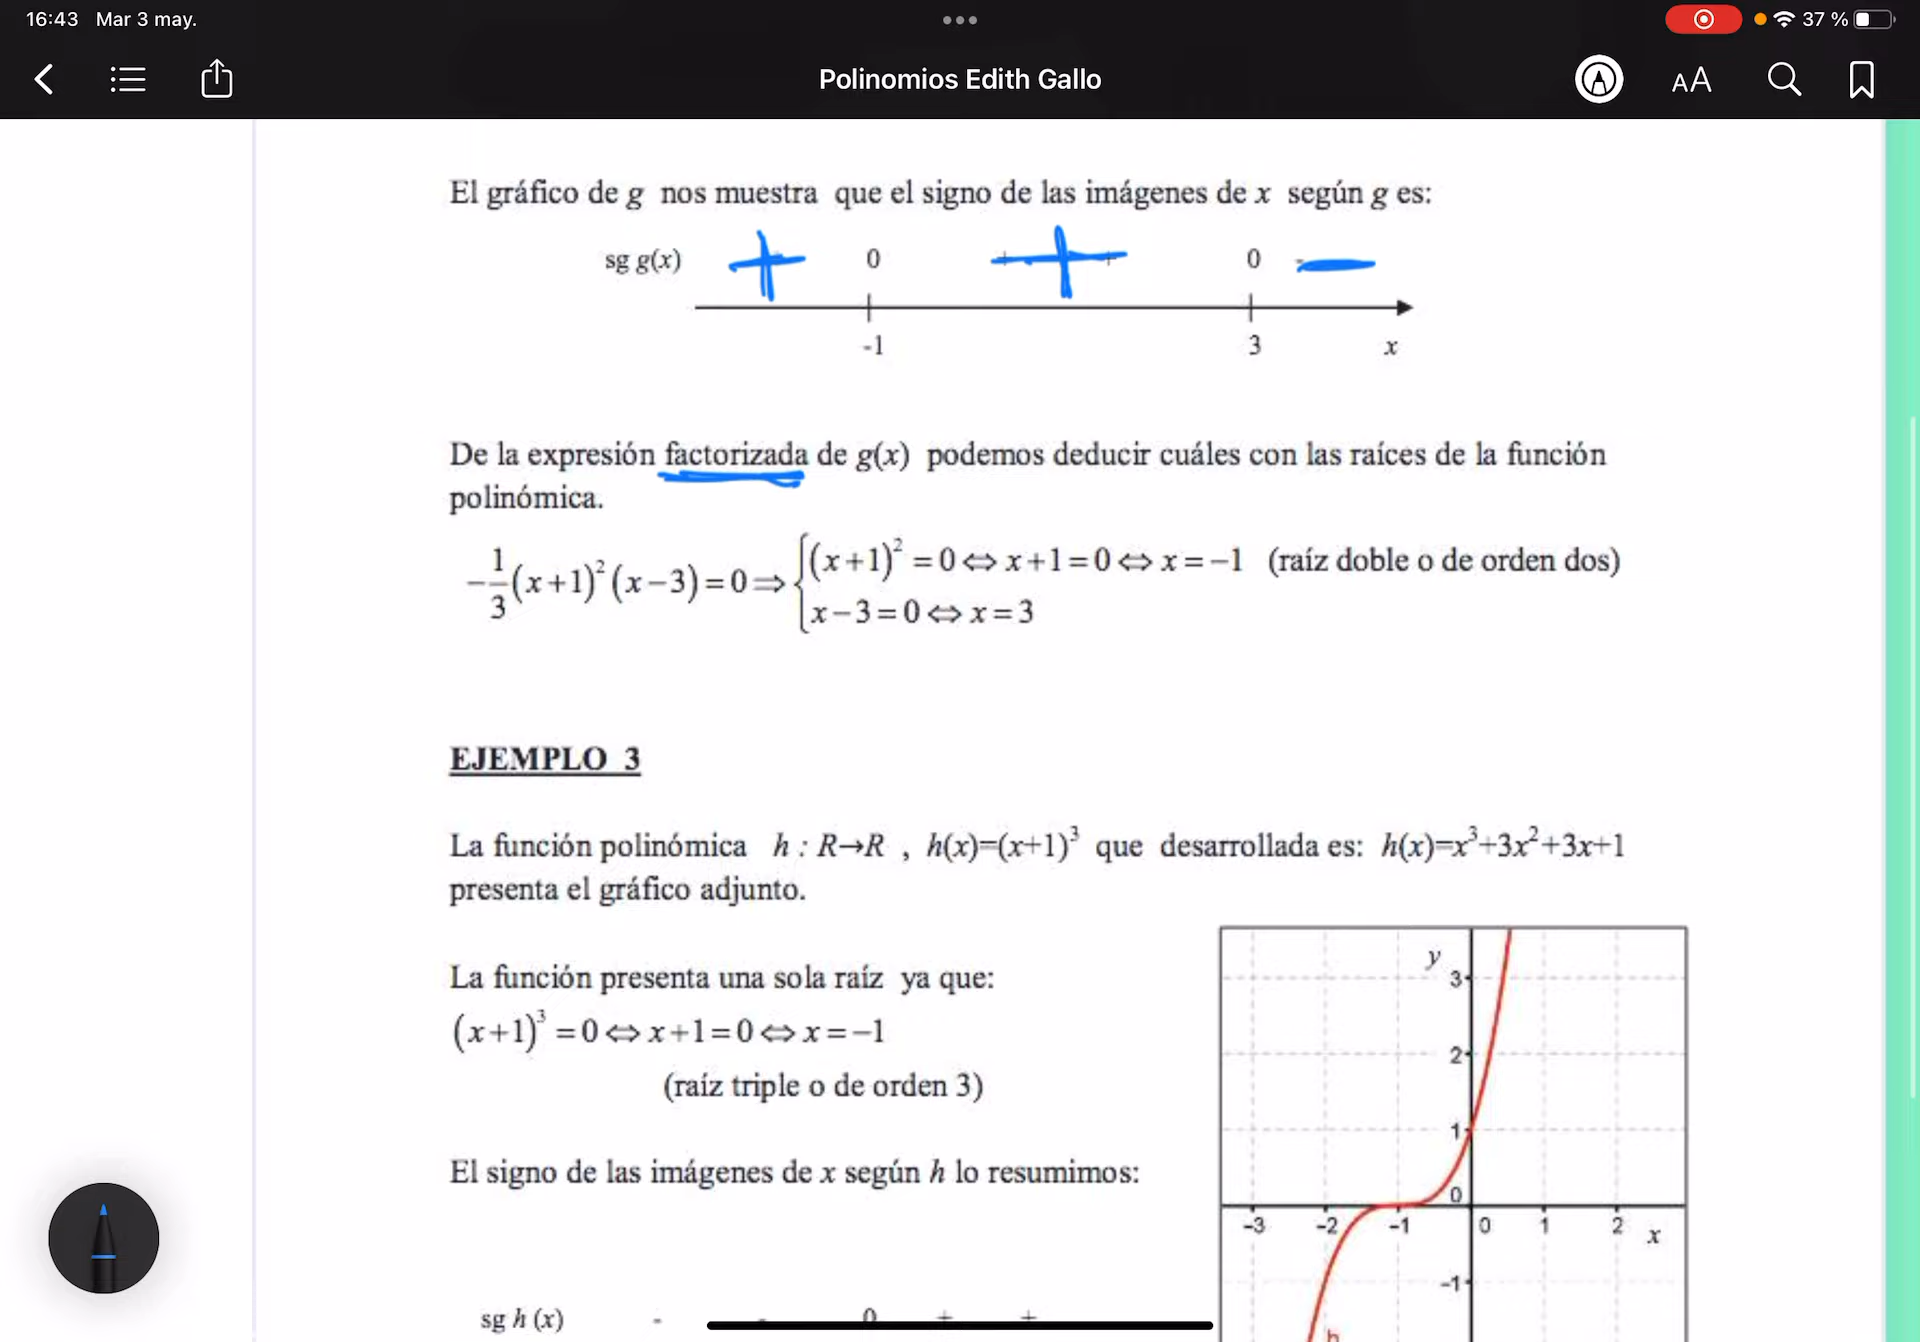 16:43 Mar 3 may.
37 %
Polinomios Edith Gallo
AA
El gráfico de g nos muestra que el signo de las imágenes de x según g es:
sg g(x) + 0 + 0 −
-1 3 x
De la expresión factorizada de g(x) podemos deducir cuáles con las raíces de la función
polinómica.
-1/3(x+1)²(x−3)=0⇒{(x+1)²=0⇔x+1=0⇔x=−1 (raíz doble o de orden dos)
x−3=0⇔x=3
EJEMPLO 3
La función polinómica h : R→R , h(x)=(x+1)³ que desarrollada es: h(x)=x³+3x²+3x+1
presenta el gráfico adjunto.
La función presenta una sola raíz ya que:
(x+1)³=0⇔x+1=0⇔x=−1
(raíz triple o de orden 3)
El signo de las imágenes de x según h lo resumimos:
sg h (x) - - 0 + +
y
3
2
1
0
-3 -2 -1 0 1 2 x
-1
h